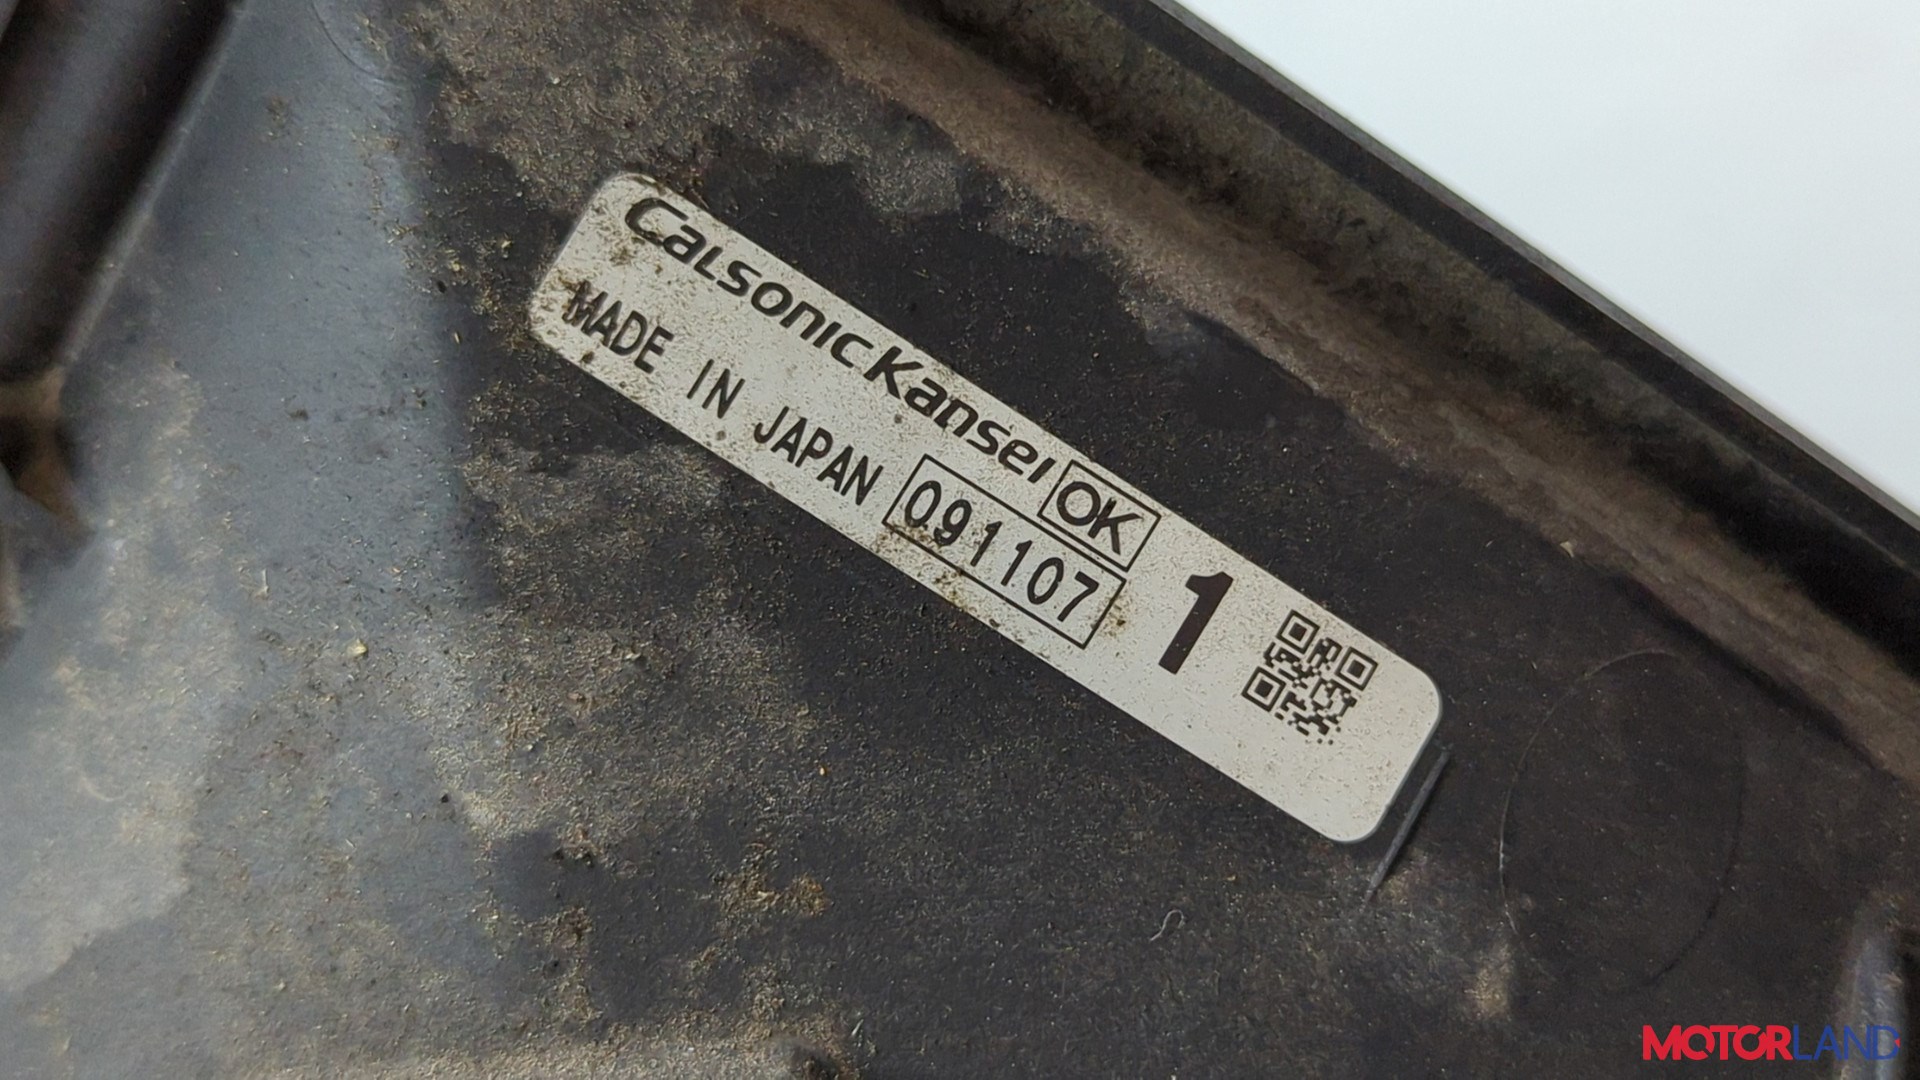 CalsonicKansei OK
MADE IN JAPAN 091107
1
MOTORLAND